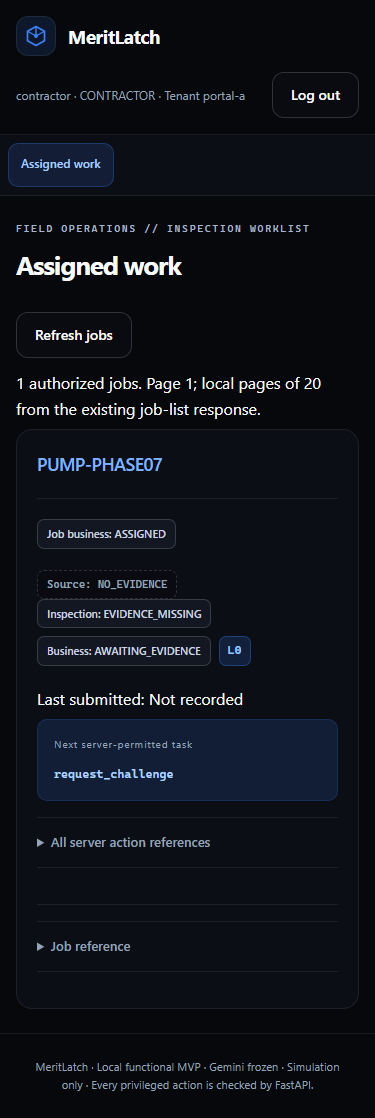 MeritLatch
contractor · CONTRACTOR · Tenant portal-a
Log out
Assigned work
FIELD OPERATIONS // INSPECTION WORKLIST
Assigned work
Refresh jobs
1 authorized jobs. Page 1; local pages of 20
from the existing job-list response.
PUMP-PHASE07
Job business: ASSIGNED
Source: NO_EVIDENCE
Inspection: EVIDENCE_MISSING
Business: AWAITING_EVIDENCE L0
Last submitted: Not recorded
Next server-permitted task
request_challenge
All server action references
Job reference
MeritLatch · Local functional MVP · Gemini frozen · Simulation
only · Every privileged action is checked by FastAPI.